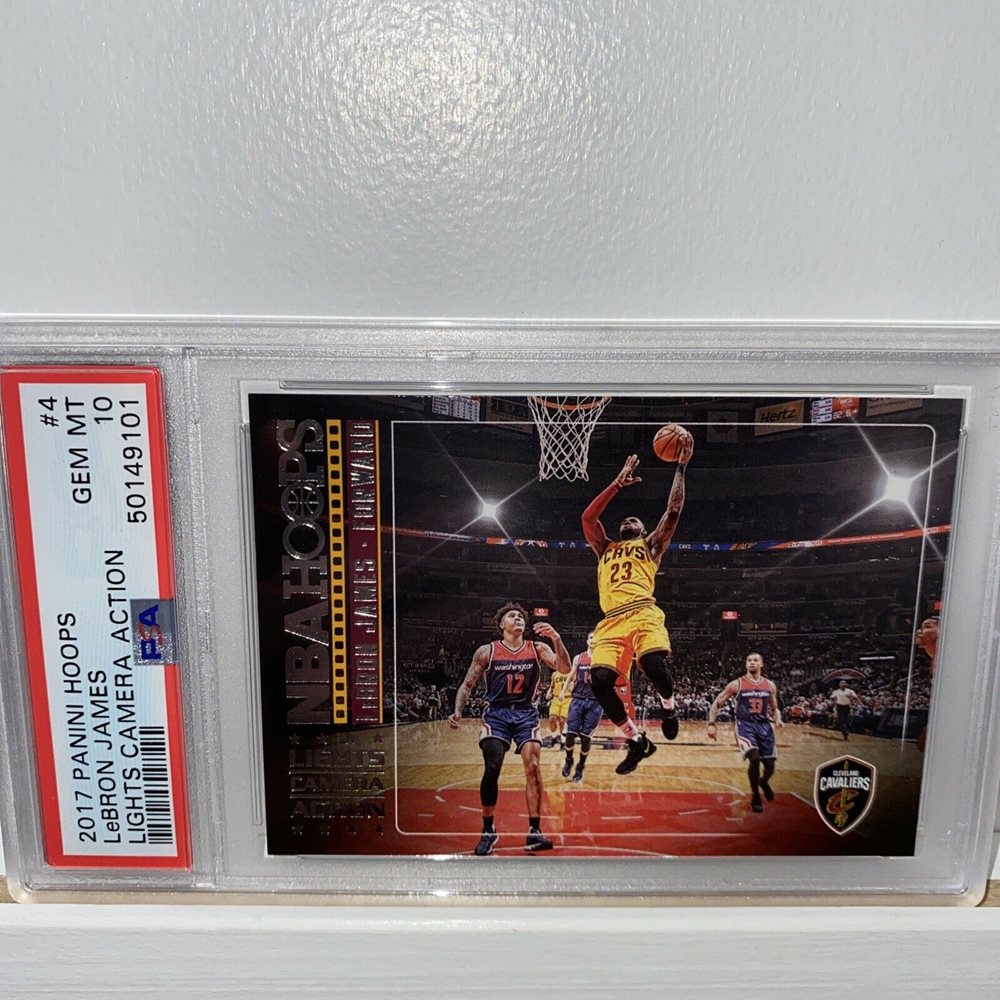 2017 PANINI HOOPS
#4
LeBRON JAMES
GEM MT
LIGHTS CAMERA ACTION
10
PSA
50149101
NBA HOOPS
LEBRON JAMES - FORWARD
LIGHTS
CAMERA
ACTION
Hertz
CAVS
23
washington
12
washington
33
CLEVELAND
CAVALIERS
C